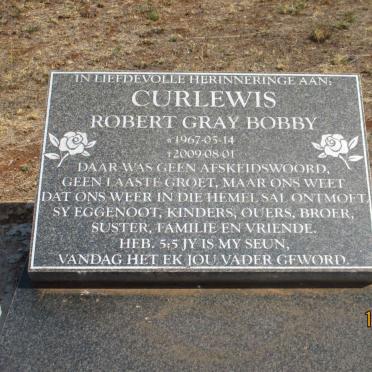 IN LIEFDEVOLLE HERINNERINGE AAN;
CURLEWIS
ROBERT GRAY BOBBY
*1967-05-14
†2009-08-01
DAAR WAS GEEN AFSKEIDSWOORD,
GEEN LAASTE GROET, MAAR ONS WEET
DAT ONS WEER IN DIE HEMEL SAL ONTMOET.
SY EGGENOOT, KINDERS, OUERS, BROER,
SUSTER, FAMILIE EN VRIENDE.
HEB. 5:5 JY IS MY SEUN,
VANDAG HET EK JOU VADER GEWORD.